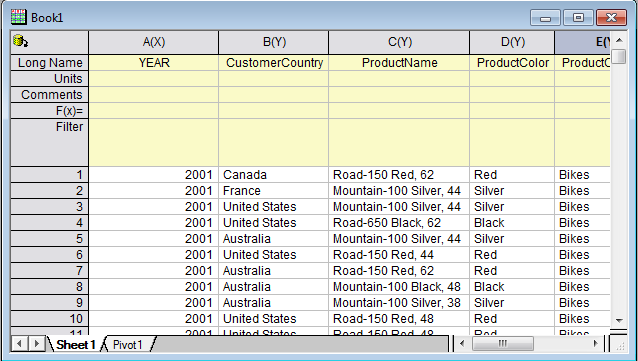 Book1
A(X) B(Y) C(Y) D(Y) E(Y
Long Name YEAR CustomerCountry ProductName ProductColor ProductC
Units
Comments
F(x)=
Filter
1 2001 Canada Road-150 Red, 62 Red Bikes
2 2001 France Mountain-100 Silver, 44 Silver Bikes
3 2001 United States Mountain-100 Silver, 44 Silver Bikes
4 2001 United States Road-650 Black, 62 Black Bikes
5 2001 Australia Mountain-100 Silver, 44 Silver Bikes
6 2001 United States Road-150 Red, 44 Red Bikes
7 2001 Australia Road-150 Red, 62 Red Bikes
8 2001 Australia Mountain-100 Black, 48 Black Bikes
9 2001 Australia Mountain-100 Silver, 38 Silver Bikes
10 2001 United States Road-150 Red, 48 Red Bikes
11 2001 United States Road-150 Red, 48 Red Bikes
Sheet1 Pivot1